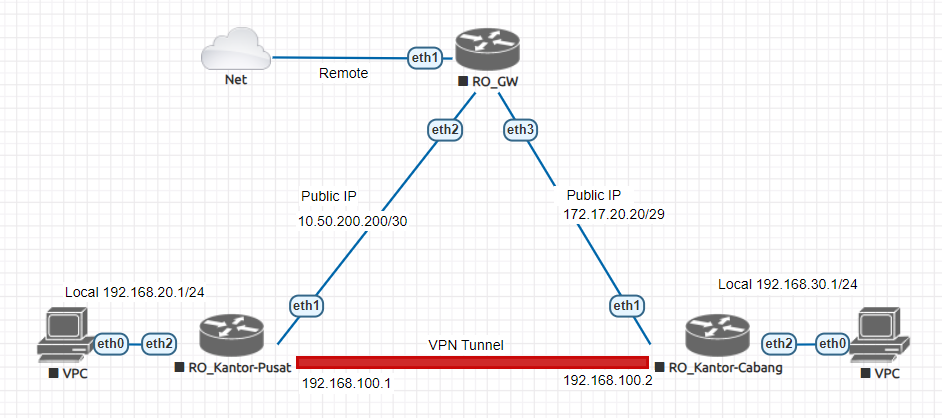 Net
Remote
eth1
RO_GW
eth2
eth3
Public IP
10.50.200.200/30
Public IP
172.17.20.20/29
Local 192.168.20.1/24
Local 192.168.30.1/24
eth1
eth1
eth0
eth2
VPC
RO_Kantor-Pusat
VPN Tunnel
192.168.100.1
192.168.100.2
RO_Kantor-Cabang
eth2
eth0
VPC